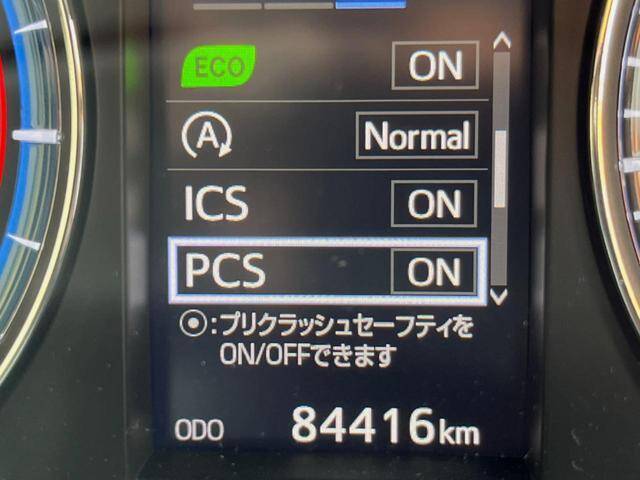 ECO ON
A Normal
ICS ON
PCS ON
⦿:プリクラッシュセーフティを
ON/OFFできます
ODO 84416km